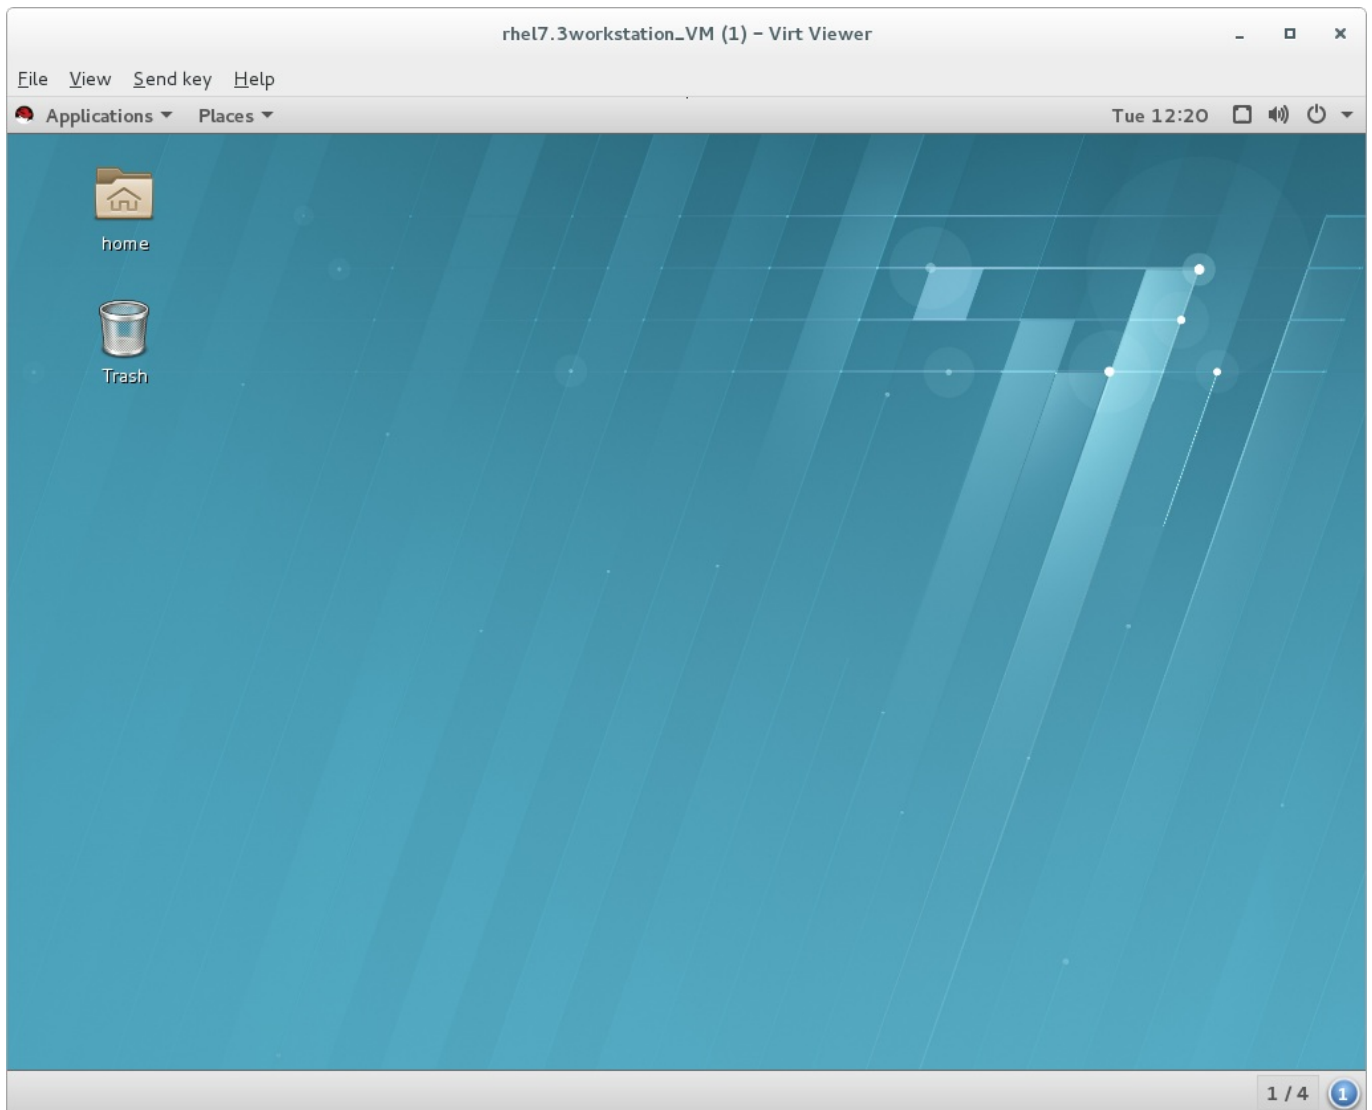 rhel7.3workstation_VM (1) – Virt Viewer
File View Send key Help
Applications Places Tue 12:20
home
Trash
1 / 4 1